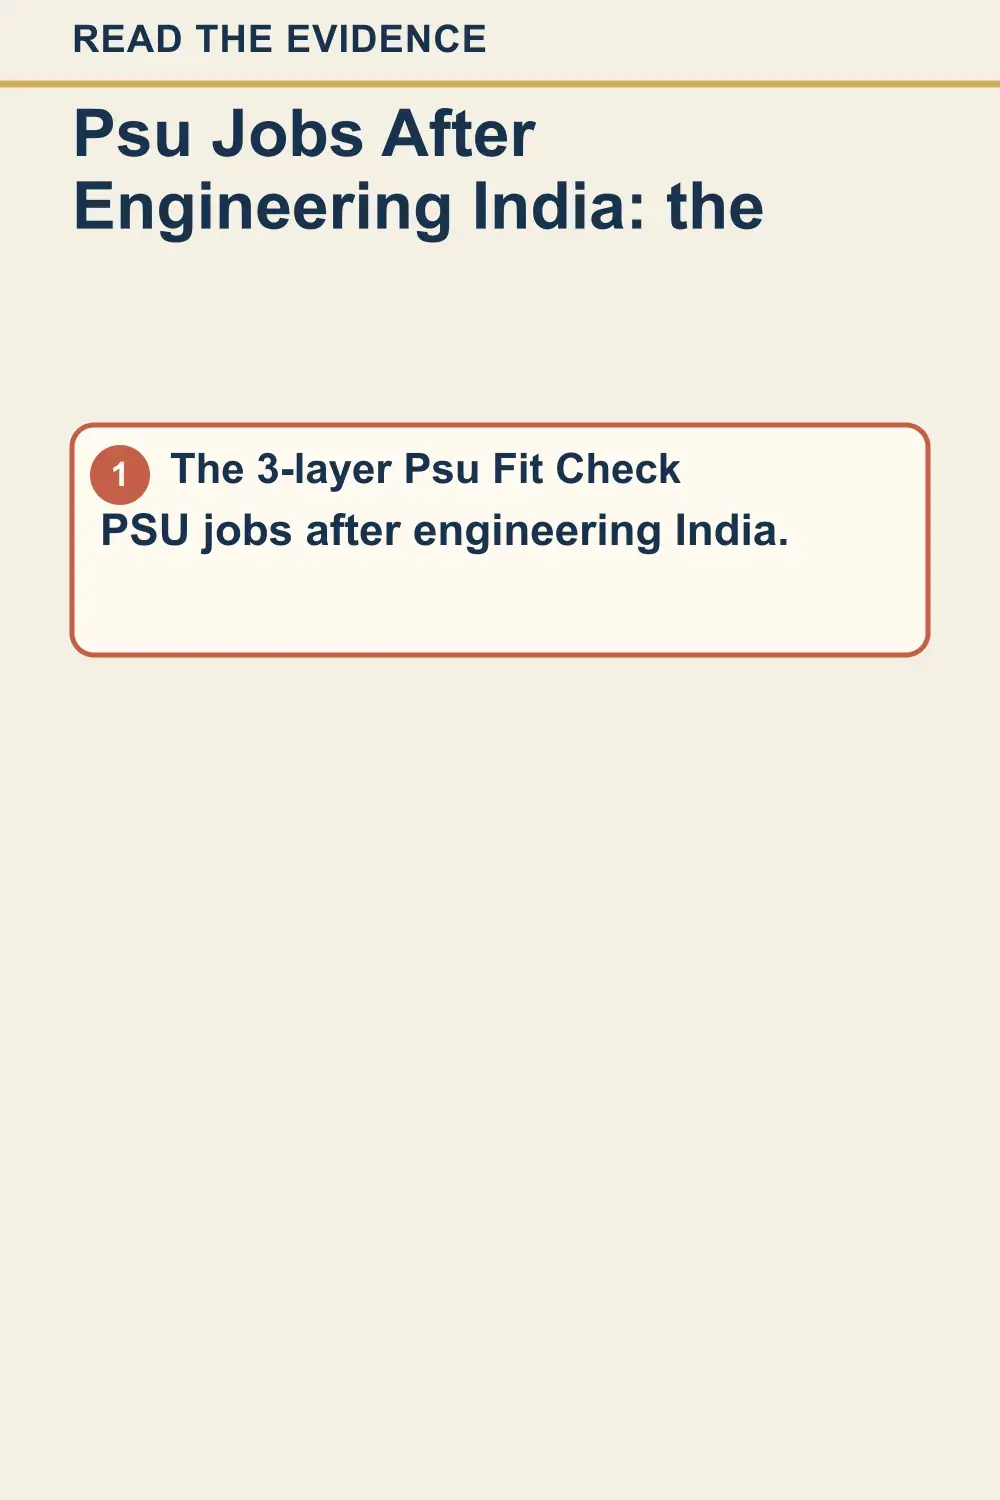 READ THE EVIDENCE
Psu Jobs After
Engineering India: the
1 The 3-layer Psu Fit Check
PSU jobs after engineering India.